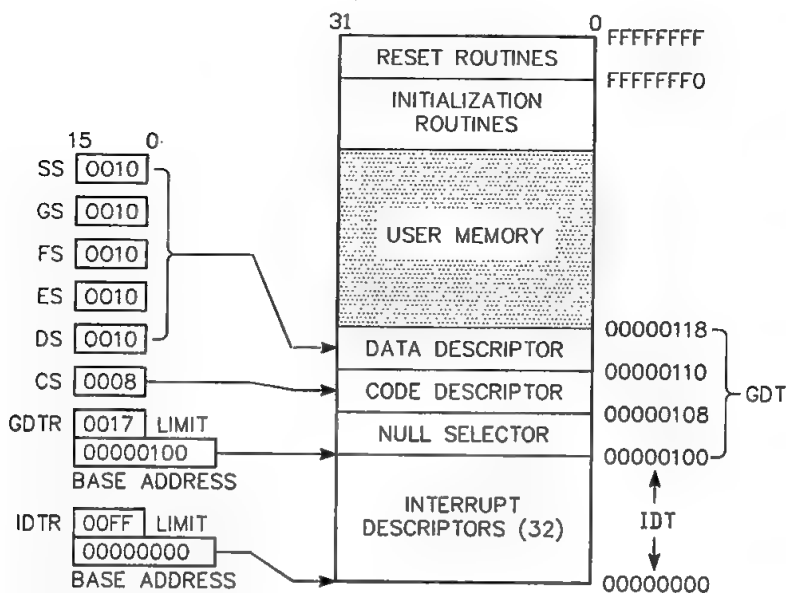 31 0
FFFFFFFF
RESET ROUTINES
FFFFFFF0
INITIALIZATION
ROUTINES
15 0
SS 0010
GS 0010
FS 0010
ES 0010
DS 0010
USER MEMORY
00000118
DATA DESCRIPTOR
00000110
CS 0008
CODE DESCRIPTOR
GDT
00000108
GDTR 0017 LIMIT
NULL SELECTOR
00000100
00000100
BASE ADDRESS
INTERRUPT
DESCRIPTORS (32)
IDT
IDTR 00FF LIMIT
00000000
BASE ADDRESS
00000000